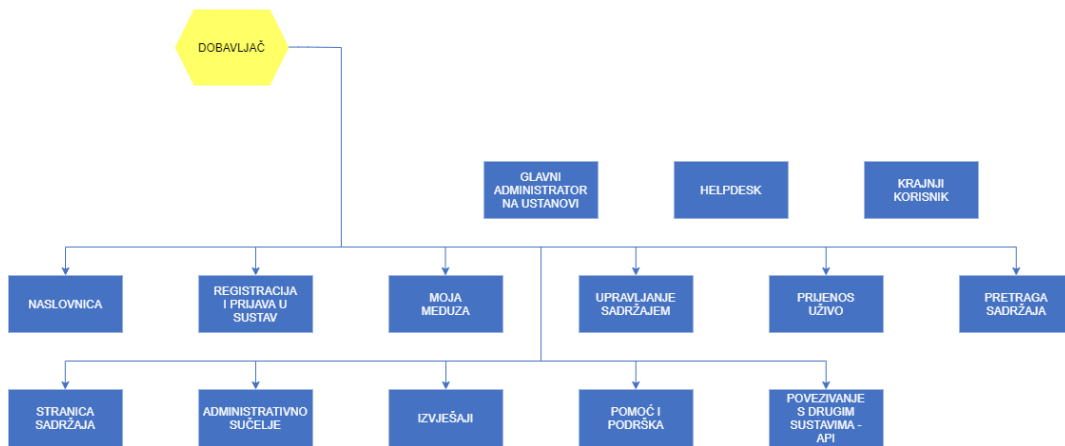 DOBAVLJAČ
GLAVNI
ADMINISTRATOR
NA USTANOVI
HELPDESK
KRAJNJI
KORISNIK
NASLOVNICA
REGISTRACIJA
I PRIJAVA U
SUSTAV
MOJA
MEDUZA
UPRAVLJANJE
SADRŽAJEM
PRIJENOS
UŽIVO
PRETRAGA
SADRŽAJA
STRANICA
SADRŽAJA
ADMINISTRATIVNO
SUČELJE
IZVJEŠAJI
POMOĆ I
PODRŠKA
POVEZIVANJE
S DRUGIM
SUSTAVIMA -
API